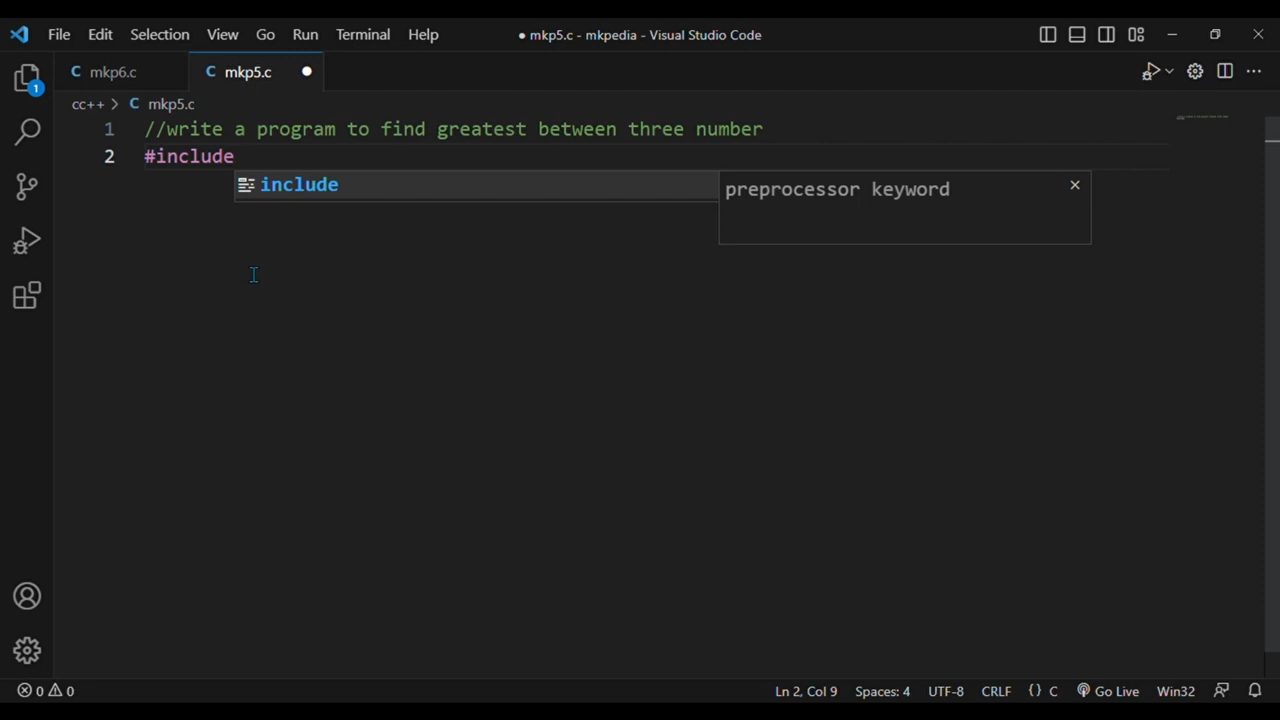 File Edit Selection View Go Run Terminal Help ● mkp5.c - mkpedia - Visual Studio Code
C mkp6.c C mkp5.c ●
cc++ > C mkp5.c
1 //write a program to find greatest between three number
2 #include
include preprocessor keyword
1
0 0 Ln 2, Col 9 Spaces: 4 UTF-8 CRLF {} C Go Live Win32